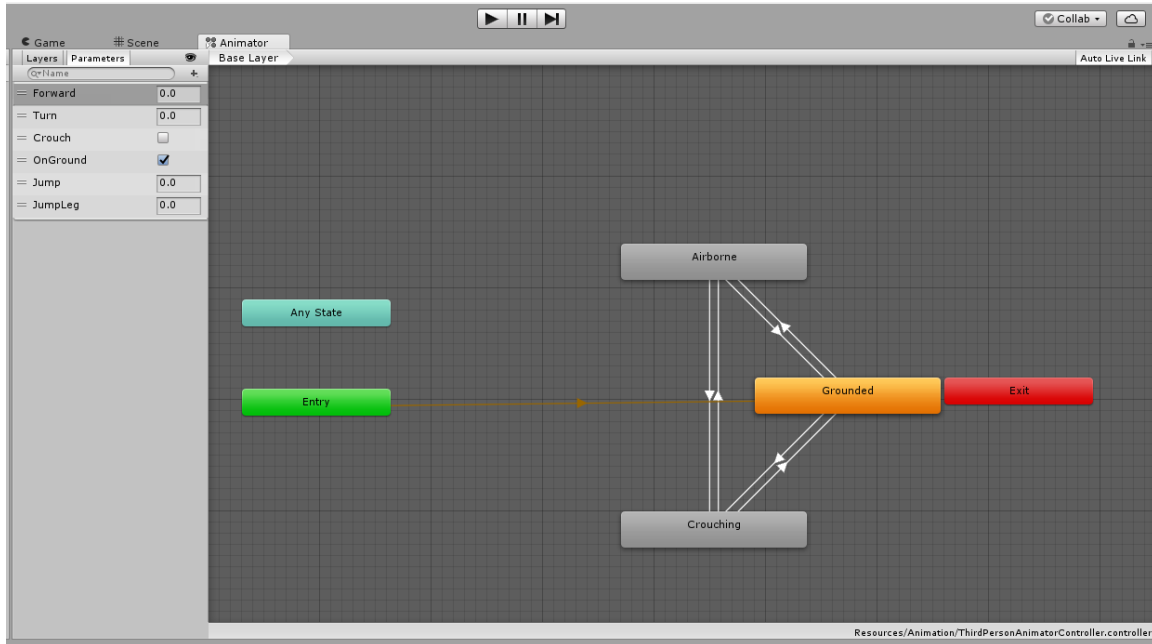 Collab
Game Scene Animator
Layers Parameters Base Layer Auto Live Link
Name
Forward 0.0
Turn 0.0
Crouch
OnGround
Jump 0.0
JumpLeg 0.0
Airborne
Any State
Grounded Exit
Entry
Crouching
Resources/Animation/ThirdPersonAnimatorController.controller